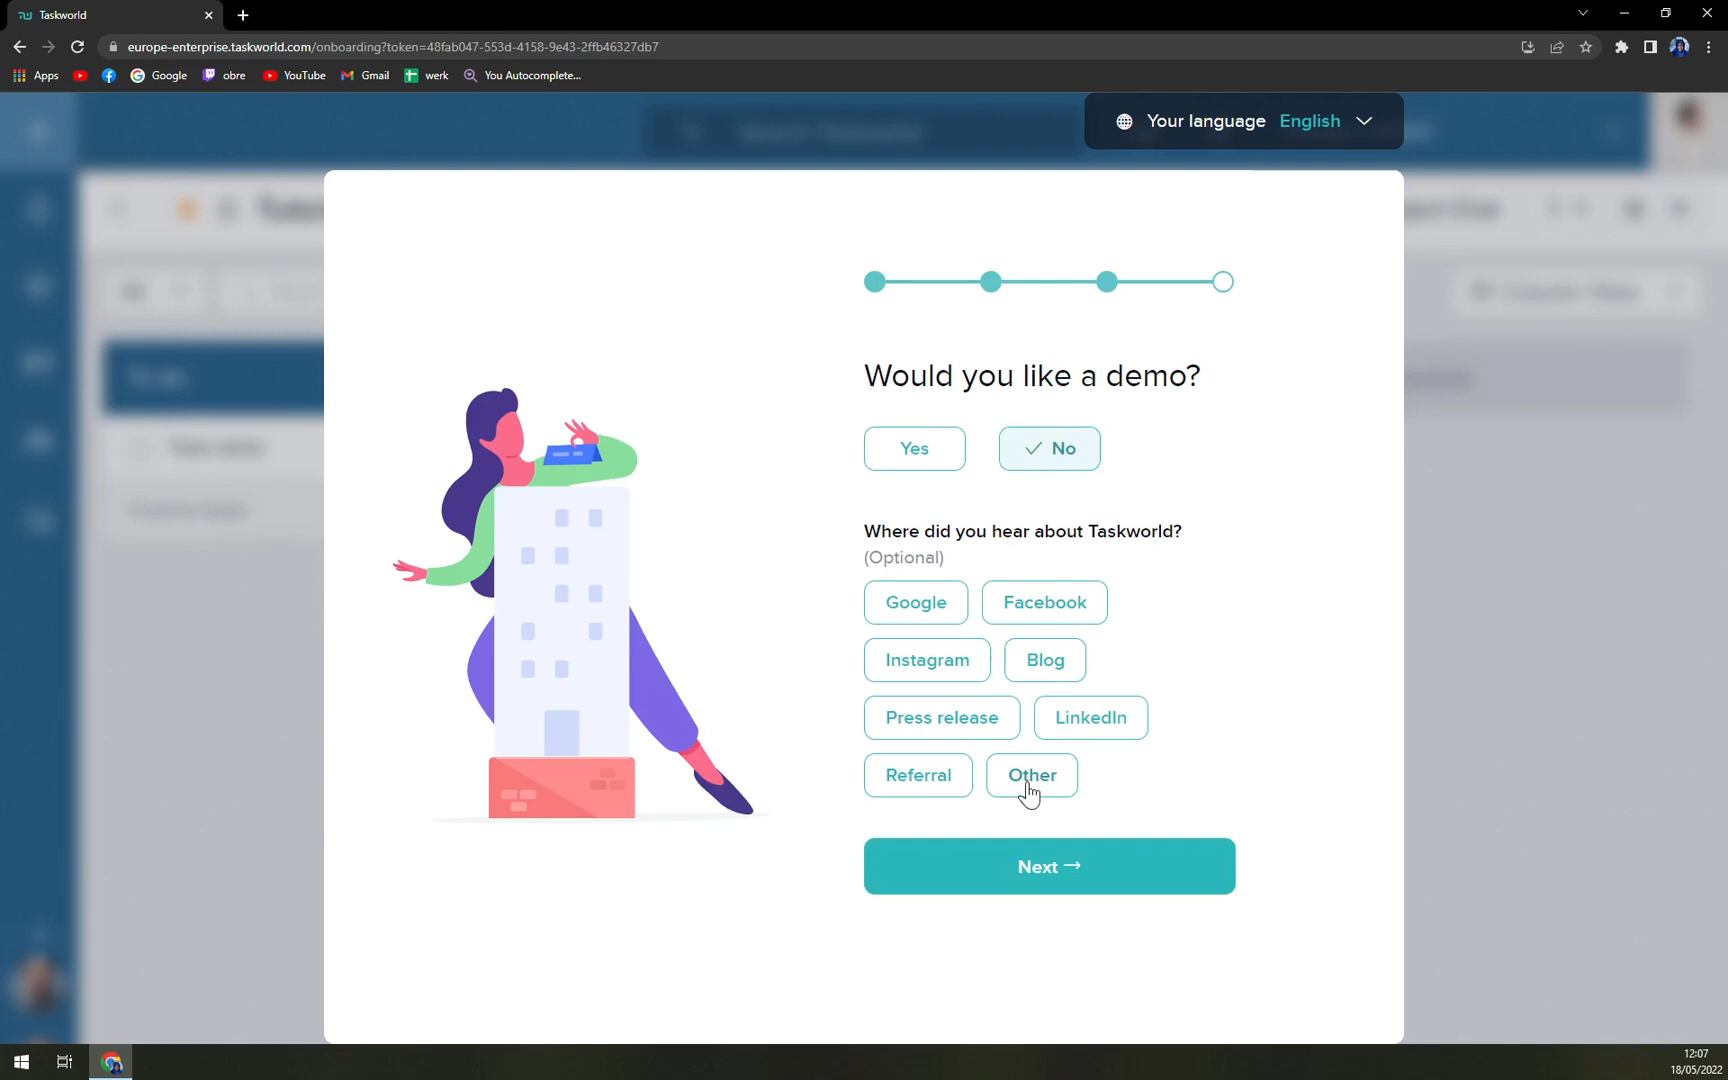 Taskworld
europe-enterprise.taskworld.com/onboarding?token=48fab047-553d-4158-9e43-2ffb46327db7
Apps Google obre YouTube Gmail werk You Autocomplete...
Your language English
Would you like a demo?
Yes No
Where did you hear about Taskworld?
(Optional)
Google Facebook
Instagram Blog
Press release LinkedIn
Referral Other
Next →
12:07
18/05/2022